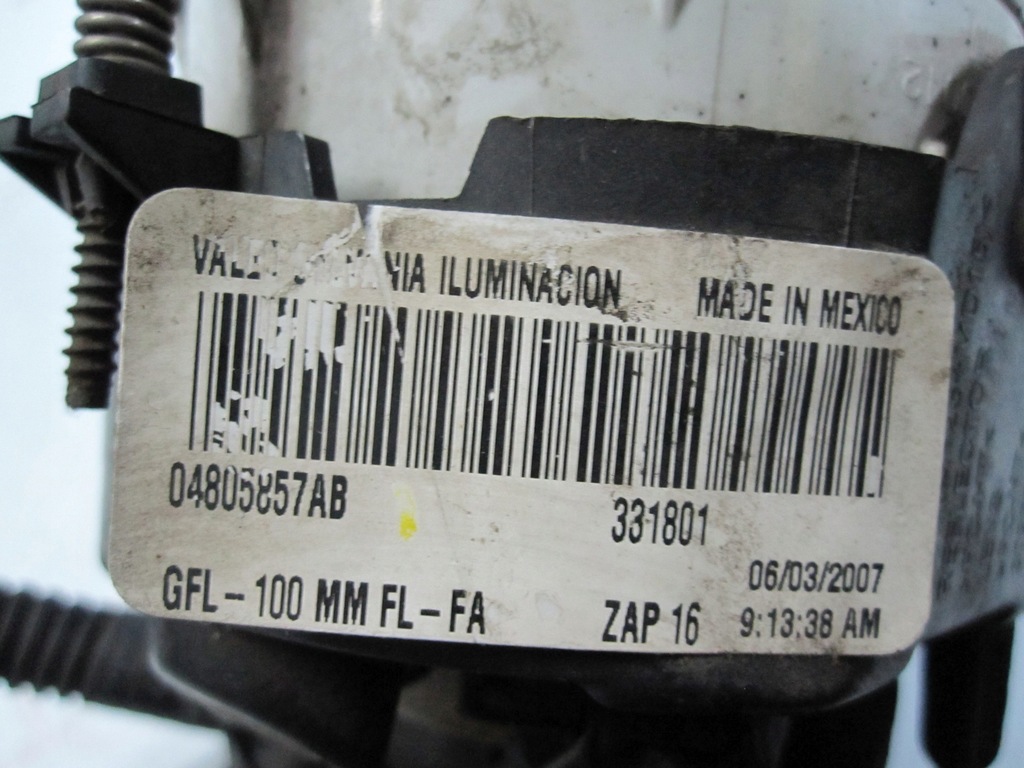 ILUMINACION MADE IN MEXICO
04805857AB 331801
06/03/2007
GFL-100 MM FL-FA ZAP 16 9:13:38 AM